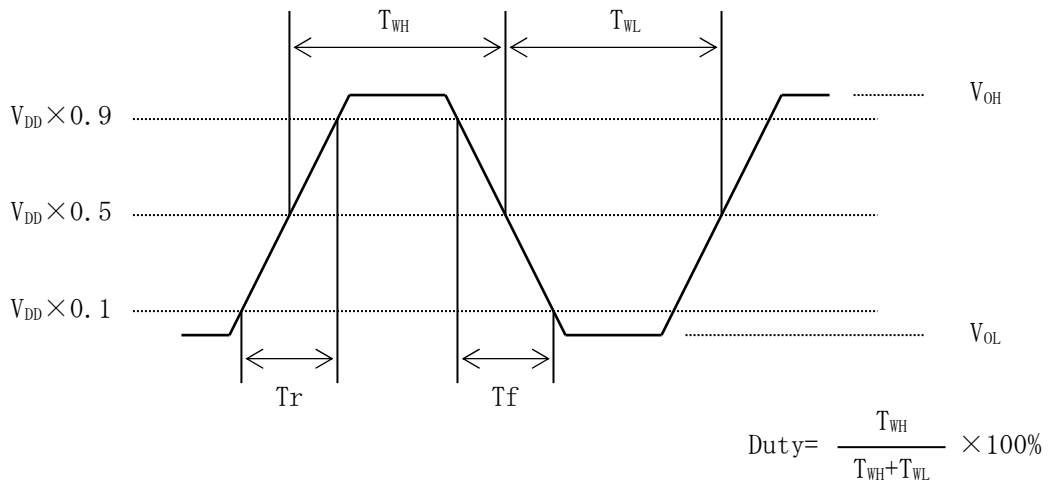 T_WH T_WL
V_OH
V_DD×0.9
V_DD×0.5
V_DD×0.1
V_OL
Tr Tf
Duty= T_WH / T_WH+T_WL ×100%